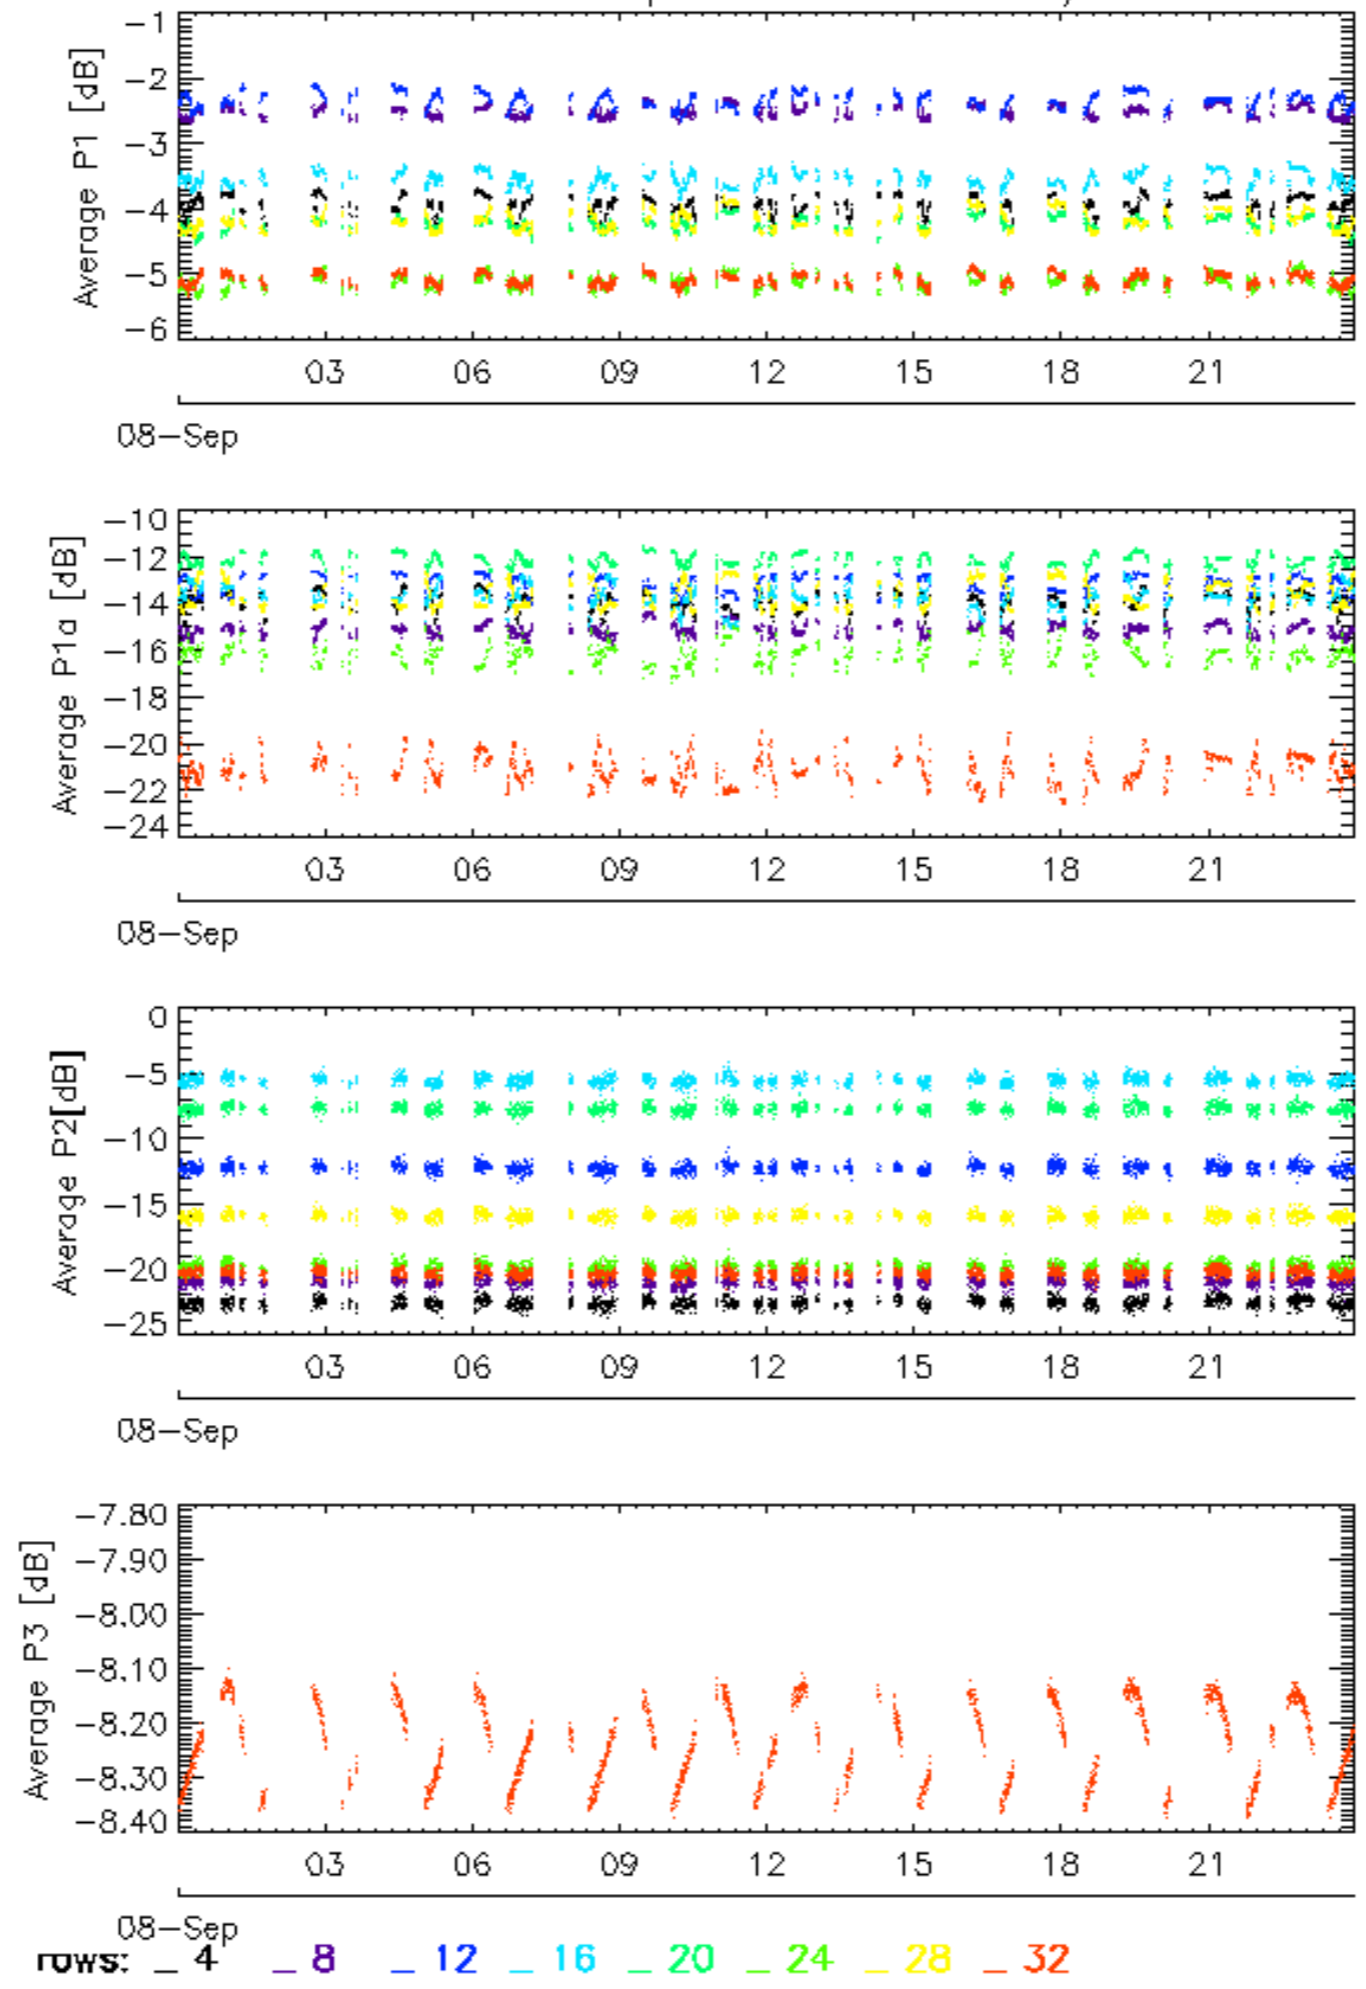 Average P1 [dB]
-1
-2
-3
-4
-5
-6
03 06 09 12 15 18 21
08-Sep
Average P1a [dB]
-10
-12
-14
-16
-18
-20
-22
-24
03 06 09 12 15 18 21
08-Sep
Average P2[dB]
0
-5
-10
-15
-20
-25
03 06 09 12 15 18 21
08-Sep
Average P3 [dB]
-7.80
-7.90
-8.00
-8.10
-8.20
-8.30
-8.40
03 06 09 12 15 18 21
08-Sep
rows: _ 4 _ 8 _ 12 _ 16 _ 20 _ 24 _ 28 _ 32